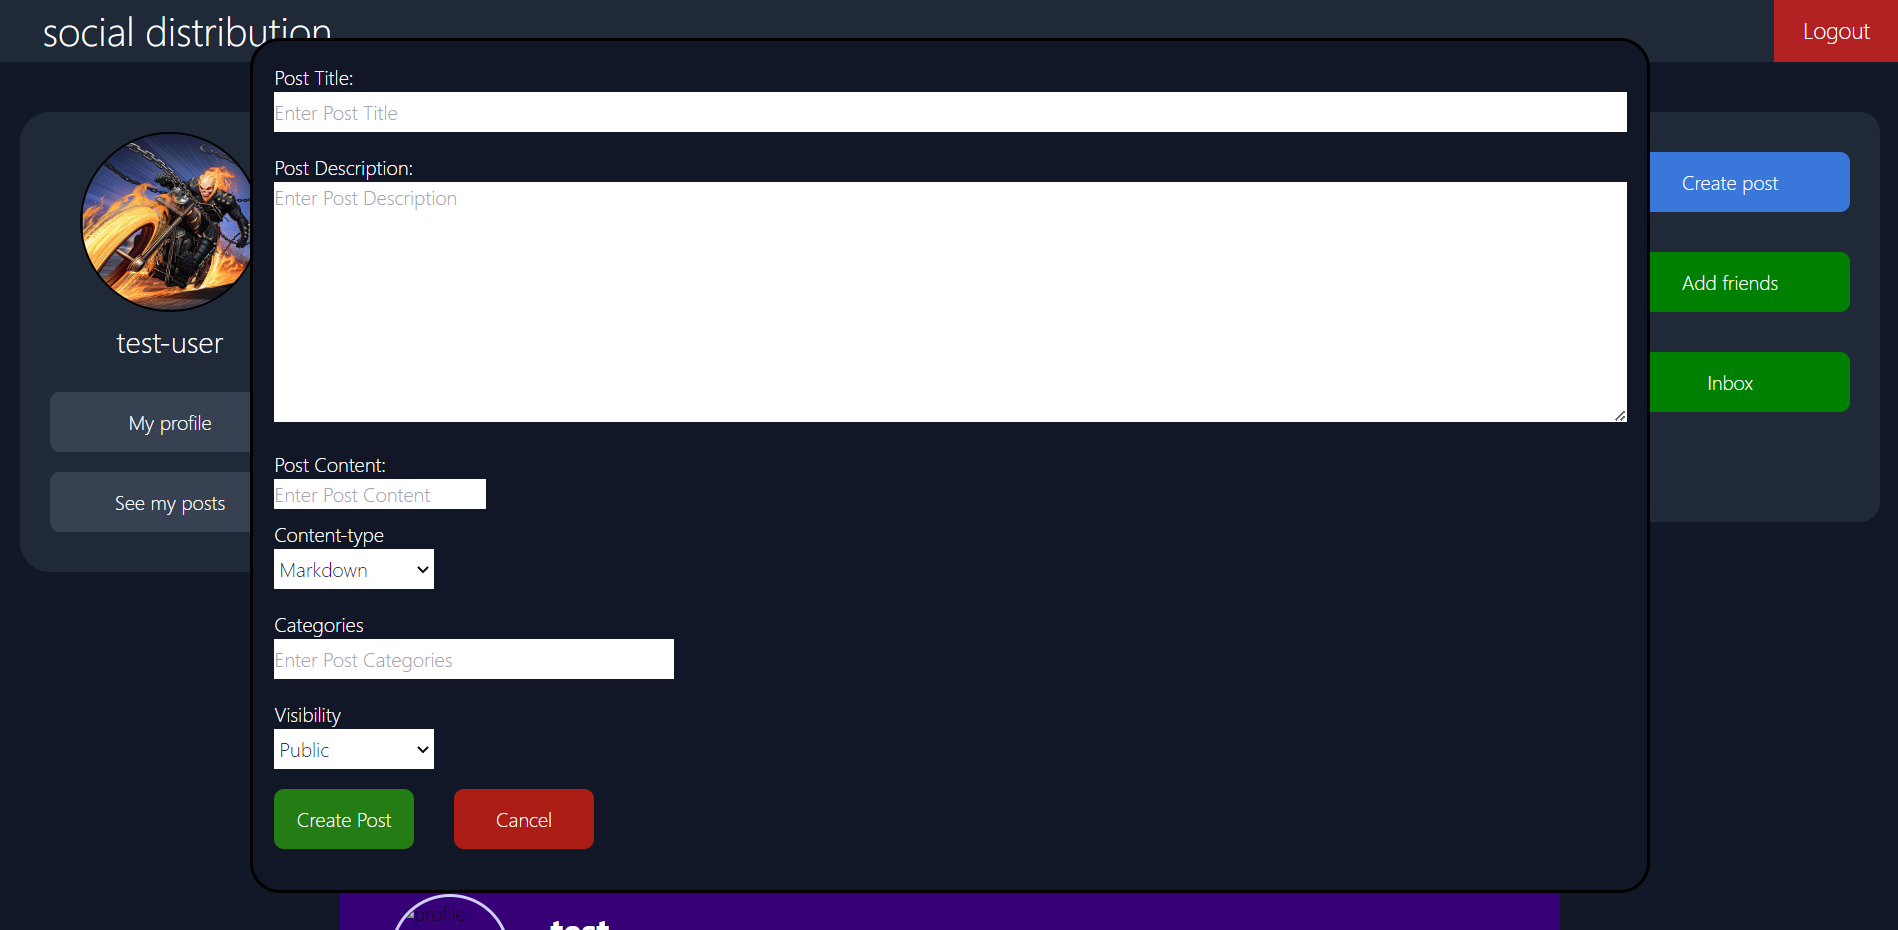 social distribution
Logout
Post Title:
Enter Post Title
Post Description:
Enter Post Description
Create post
Add friends
test-user
Inbox
My profile
See my posts
Post Content:
Enter Post Content
Content-type
Markdown
Categories
Enter Post Categories
Visibility
Public
Create Post
Cancel
profile-
test